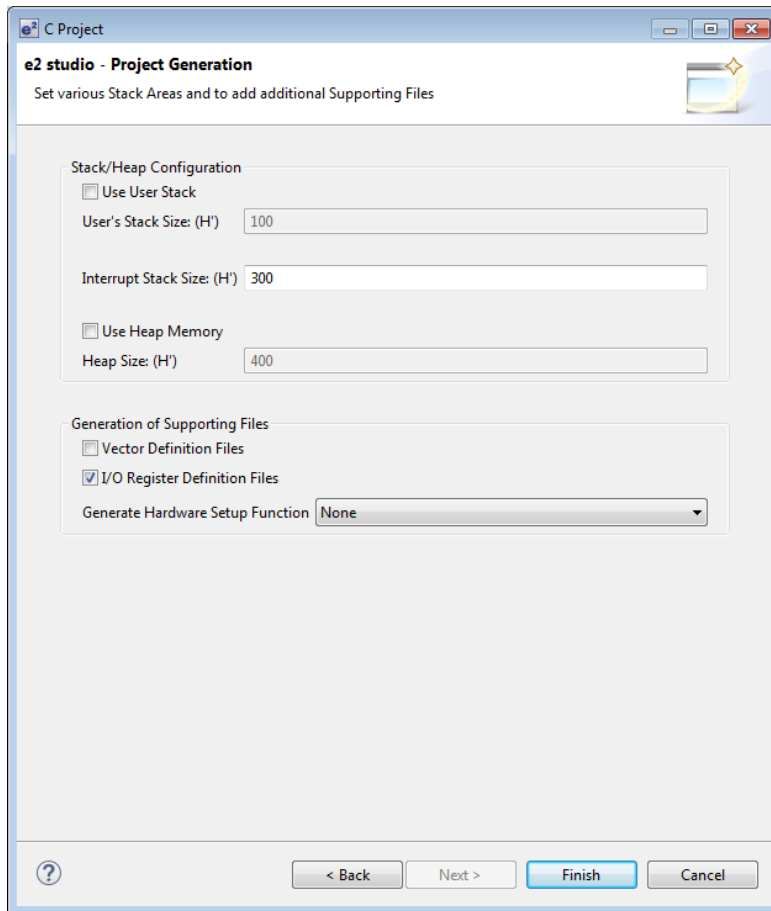 e² C Project
e2 studio - Project Generation
Set various Stack Areas and to add additional Supporting Files
Stack/Heap Configuration
Use User Stack
User's Stack Size: (H') 100
Interrupt Stack Size: (H') 300
Use Heap Memory
Heap Size: (H') 400
Generation of Supporting Files
Vector Definition Files
I/O Register Definition Files
Generate Hardware Setup Function None
? < Back Next > Finish Cancel